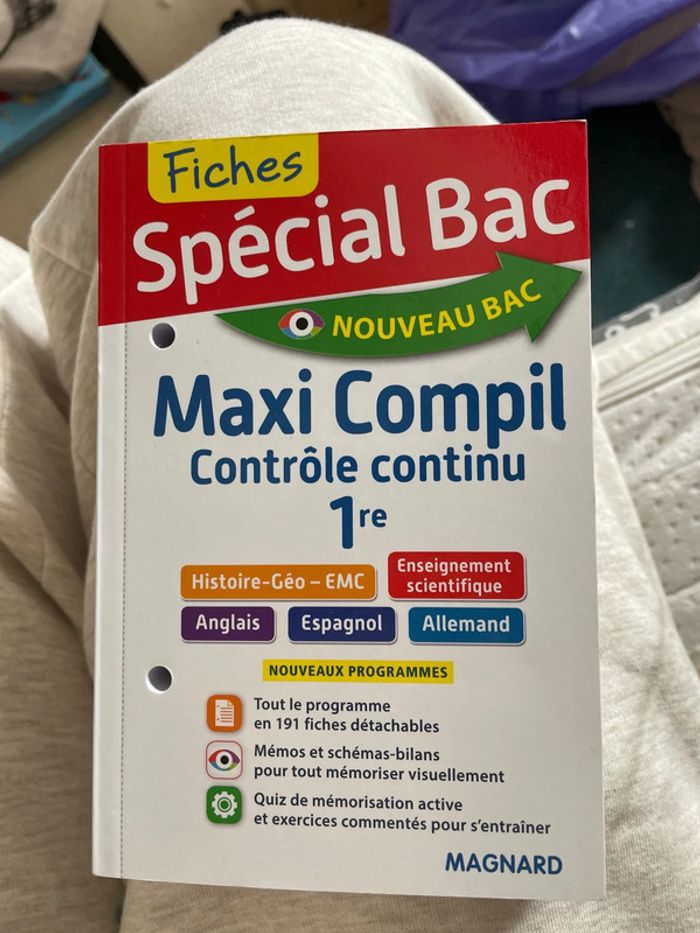 Fiches
Spécial Bac
NOUVEAU BAC
Maxi Compil
Contrôle continu
1re
Histoire-Géo – EMC
Enseignement
scientifique
Anglais
Espagnol
Allemand
NOUVEAUX PROGRAMMES
Tout le programme
en 191 fiches détachables
Mémos et schémas-bilans
pour tout mémoriser visuellement
Quiz de mémorisation active
et exercices commentés pour s'entraîner
MAGNARD